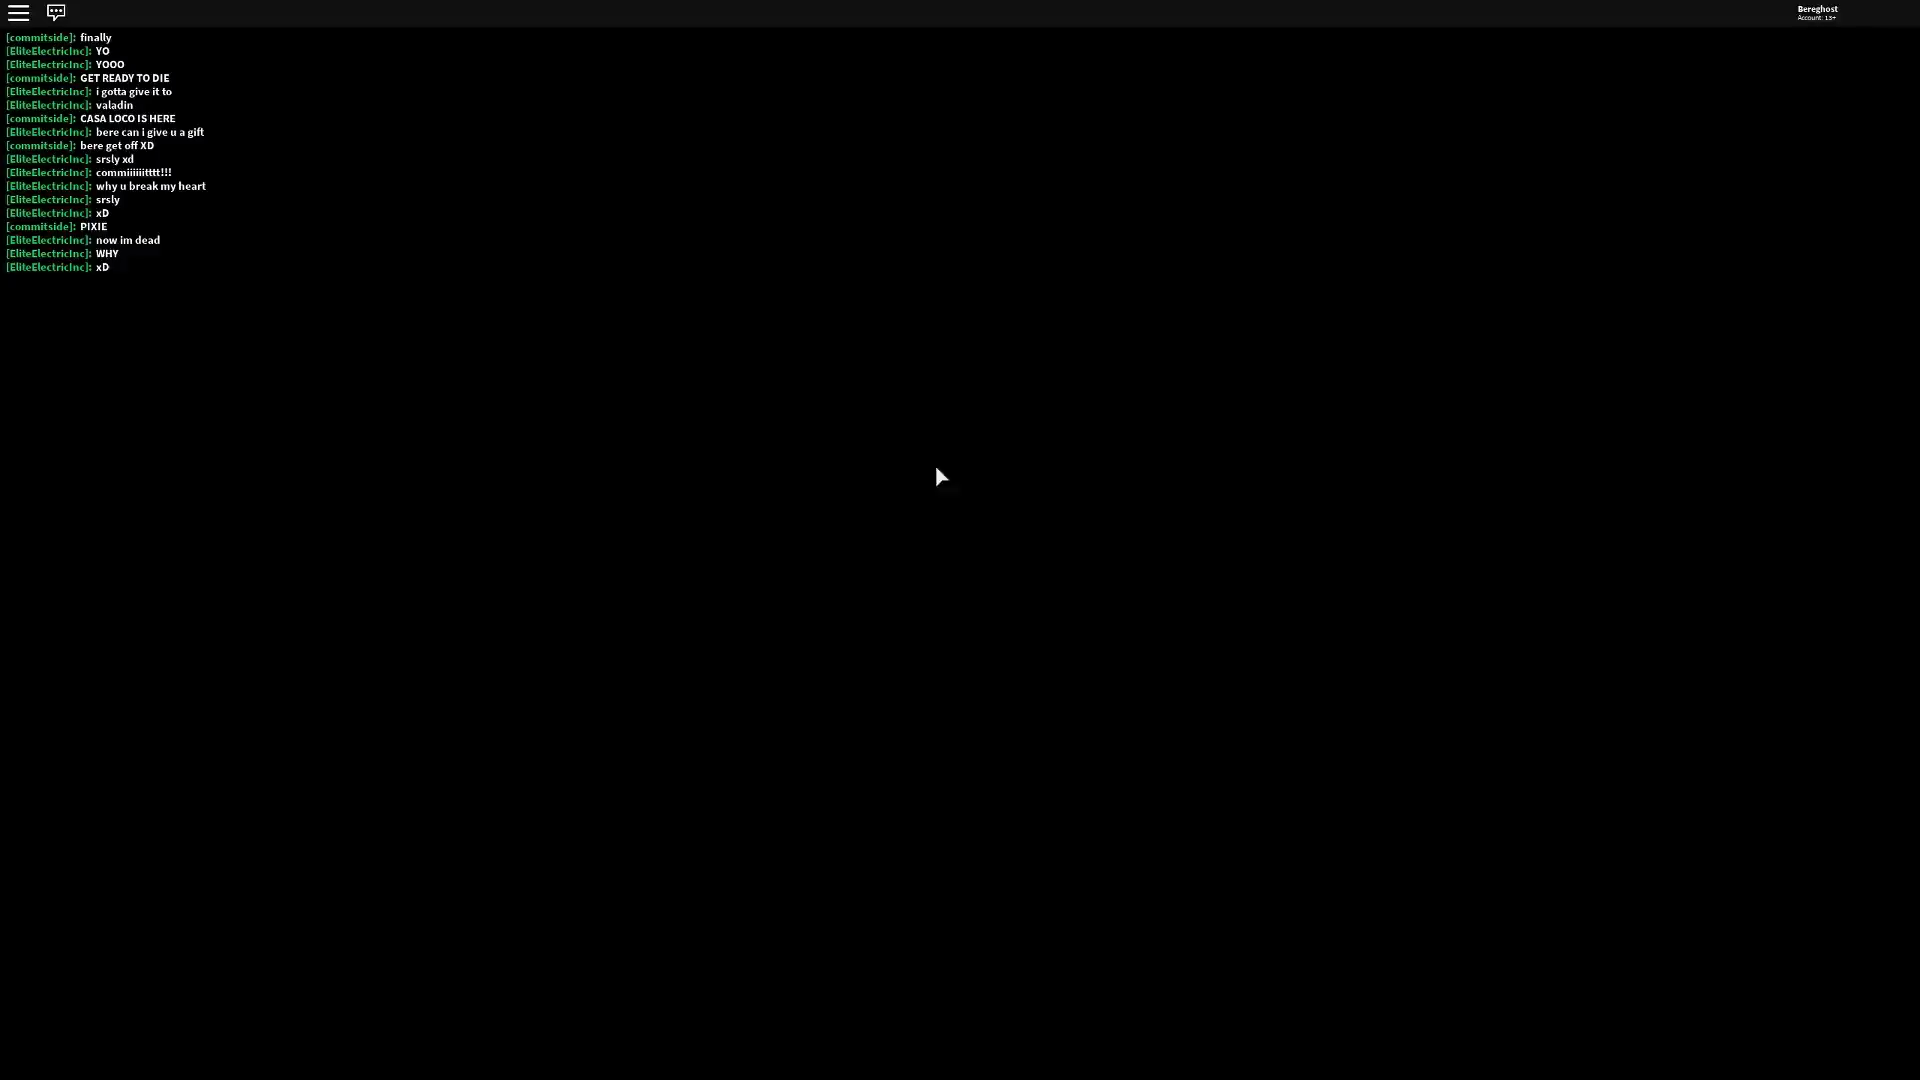 Bereghost
Account: 13+
[commitside]: finally
[EliteElectricInc]: YO
[EliteElectricInc]: YOOO
[commitside]: GET READY TO DIE
[EliteElectricInc]: i gotta give it to
[EliteElectricInc]: valadin
[commitside]: CASA LOCO IS HERE
[EliteElectricInc]: bere can i give u a gift
[commitside]: bere get off XD
[EliteElectricInc]: srsly xd
[EliteElectricInc]: commiiiiiitttt!!!
[EliteElectricInc]: why u break my heart
[EliteElectricInc]: srsly
[EliteElectricInc]: xD
[commitside]: PIXIE
[EliteElectricInc]: now im dead
[EliteElectricInc]: WHY
[EliteElectricInc]: xD